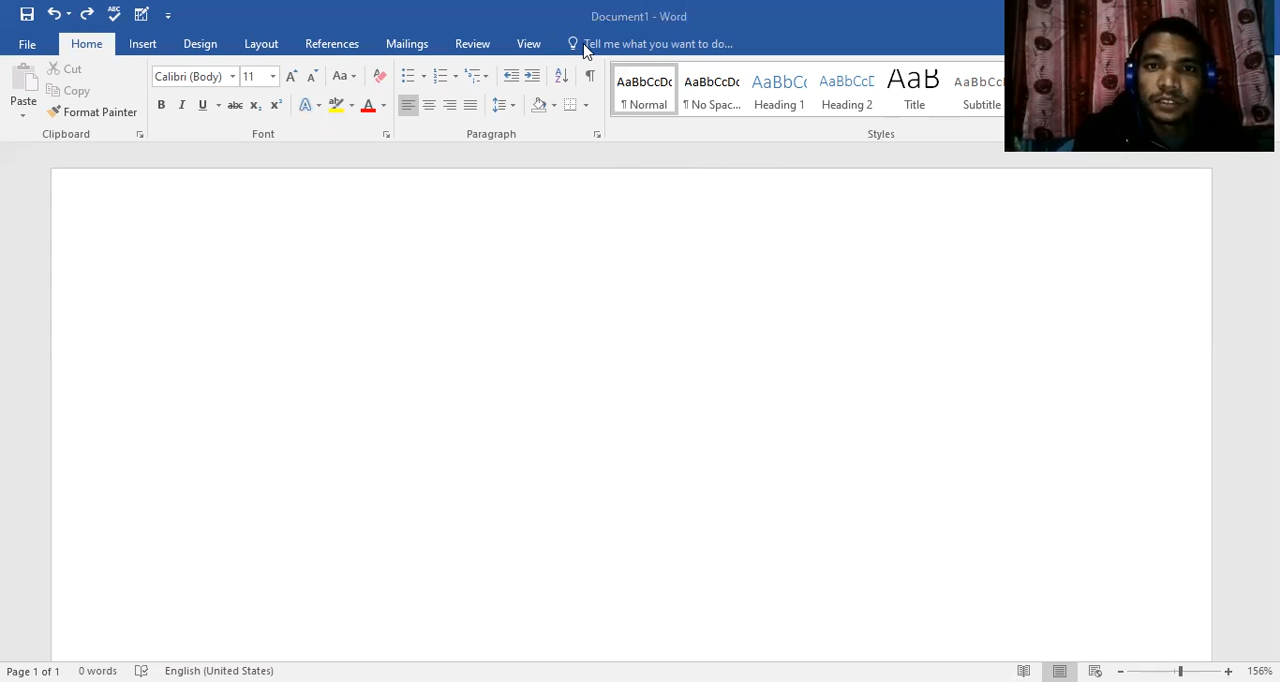 Document1 - Word
File Home Insert Design Layout References Mailings Review View Tell me what you want to do...
Paste
Cut
Copy
Format Painter
Clipboard
Calibri (Body) 11 Aa
B I U abc X₂ X² A A
Font
Paragraph
AaBbCcDc AaBbCcDc AaBbCc AaBbCcD AaB AaBbCcD
¶ Normal ¶ No Spac... Heading 1 Heading 2 Title Subtitle
Styles
Page 1 of 1 0 words English (United States) 156%